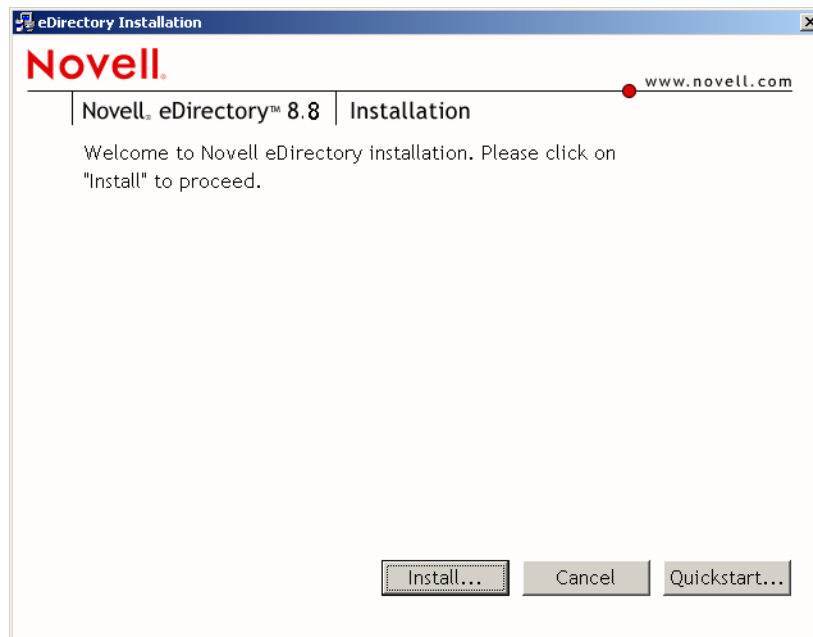 eDirectory Installation
Novell®
www.novell.com
Novell® eDirectory™ 8.8 Installation
Welcome to Novell eDirectory installation. Please click on
"Install" to proceed.
Install... Cancel Quickstart...